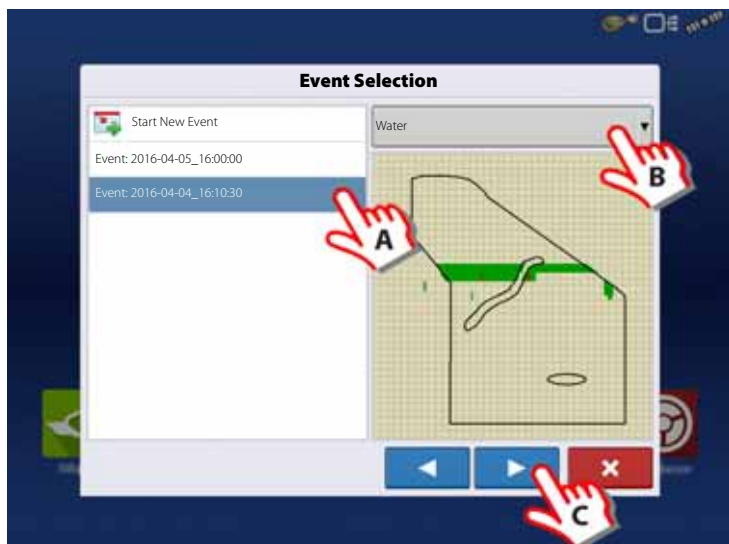 Event Selection
Start New Event
Water
Event: 2016-04-05_16:00:00
Event: 2016-04-04_16:10:30
A
B
C